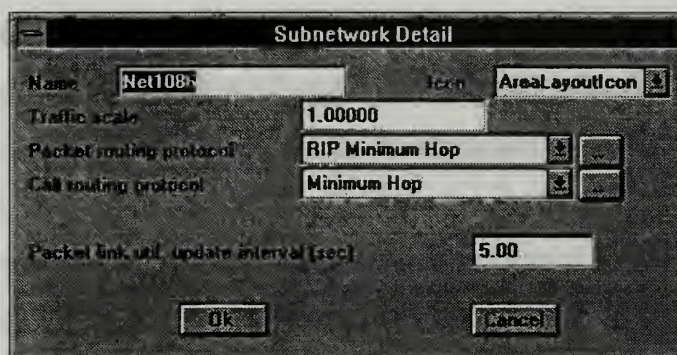 Subnetwork Detail
Name Net108b Icon AreaLayoutIcon
Traffic scale 1.00000
Packet routing protocol RIP Minimum Hop ...
Call routing protocol Minimum Hop ...
Packet link util. update interval (sec) 5.00
Ok Cancel